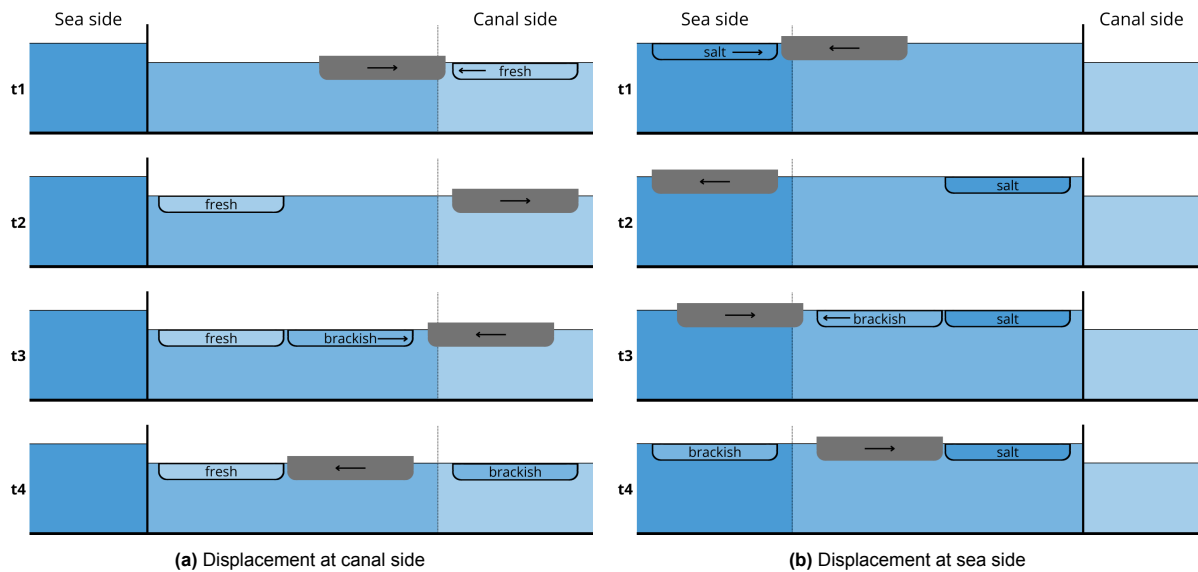 Sea side
Canal side
t1
fresh
t2
fresh
t3
fresh
brackish
t4
fresh
brackish
(a) Displacement at canal side
Sea side
Canal side
t1
salt
t2
salt
t3
brackish
salt
t4
brackish
salt
(b) Displacement at sea side